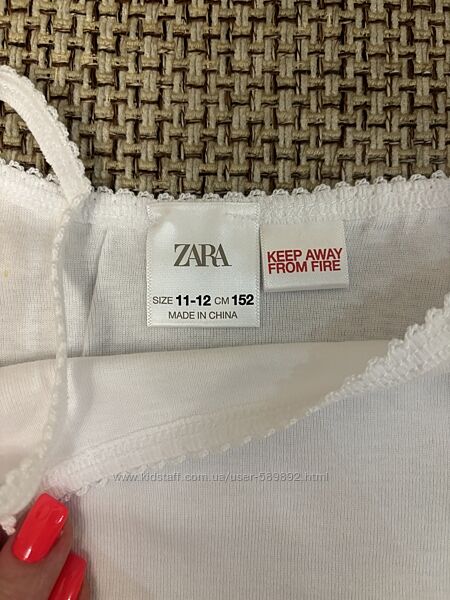 ZARA
SIZE 11-12 CM 152
MADE IN CHINA
KEEP AWAY
FROM FIRE
www.kidstaff.com.ua/user-589892.html